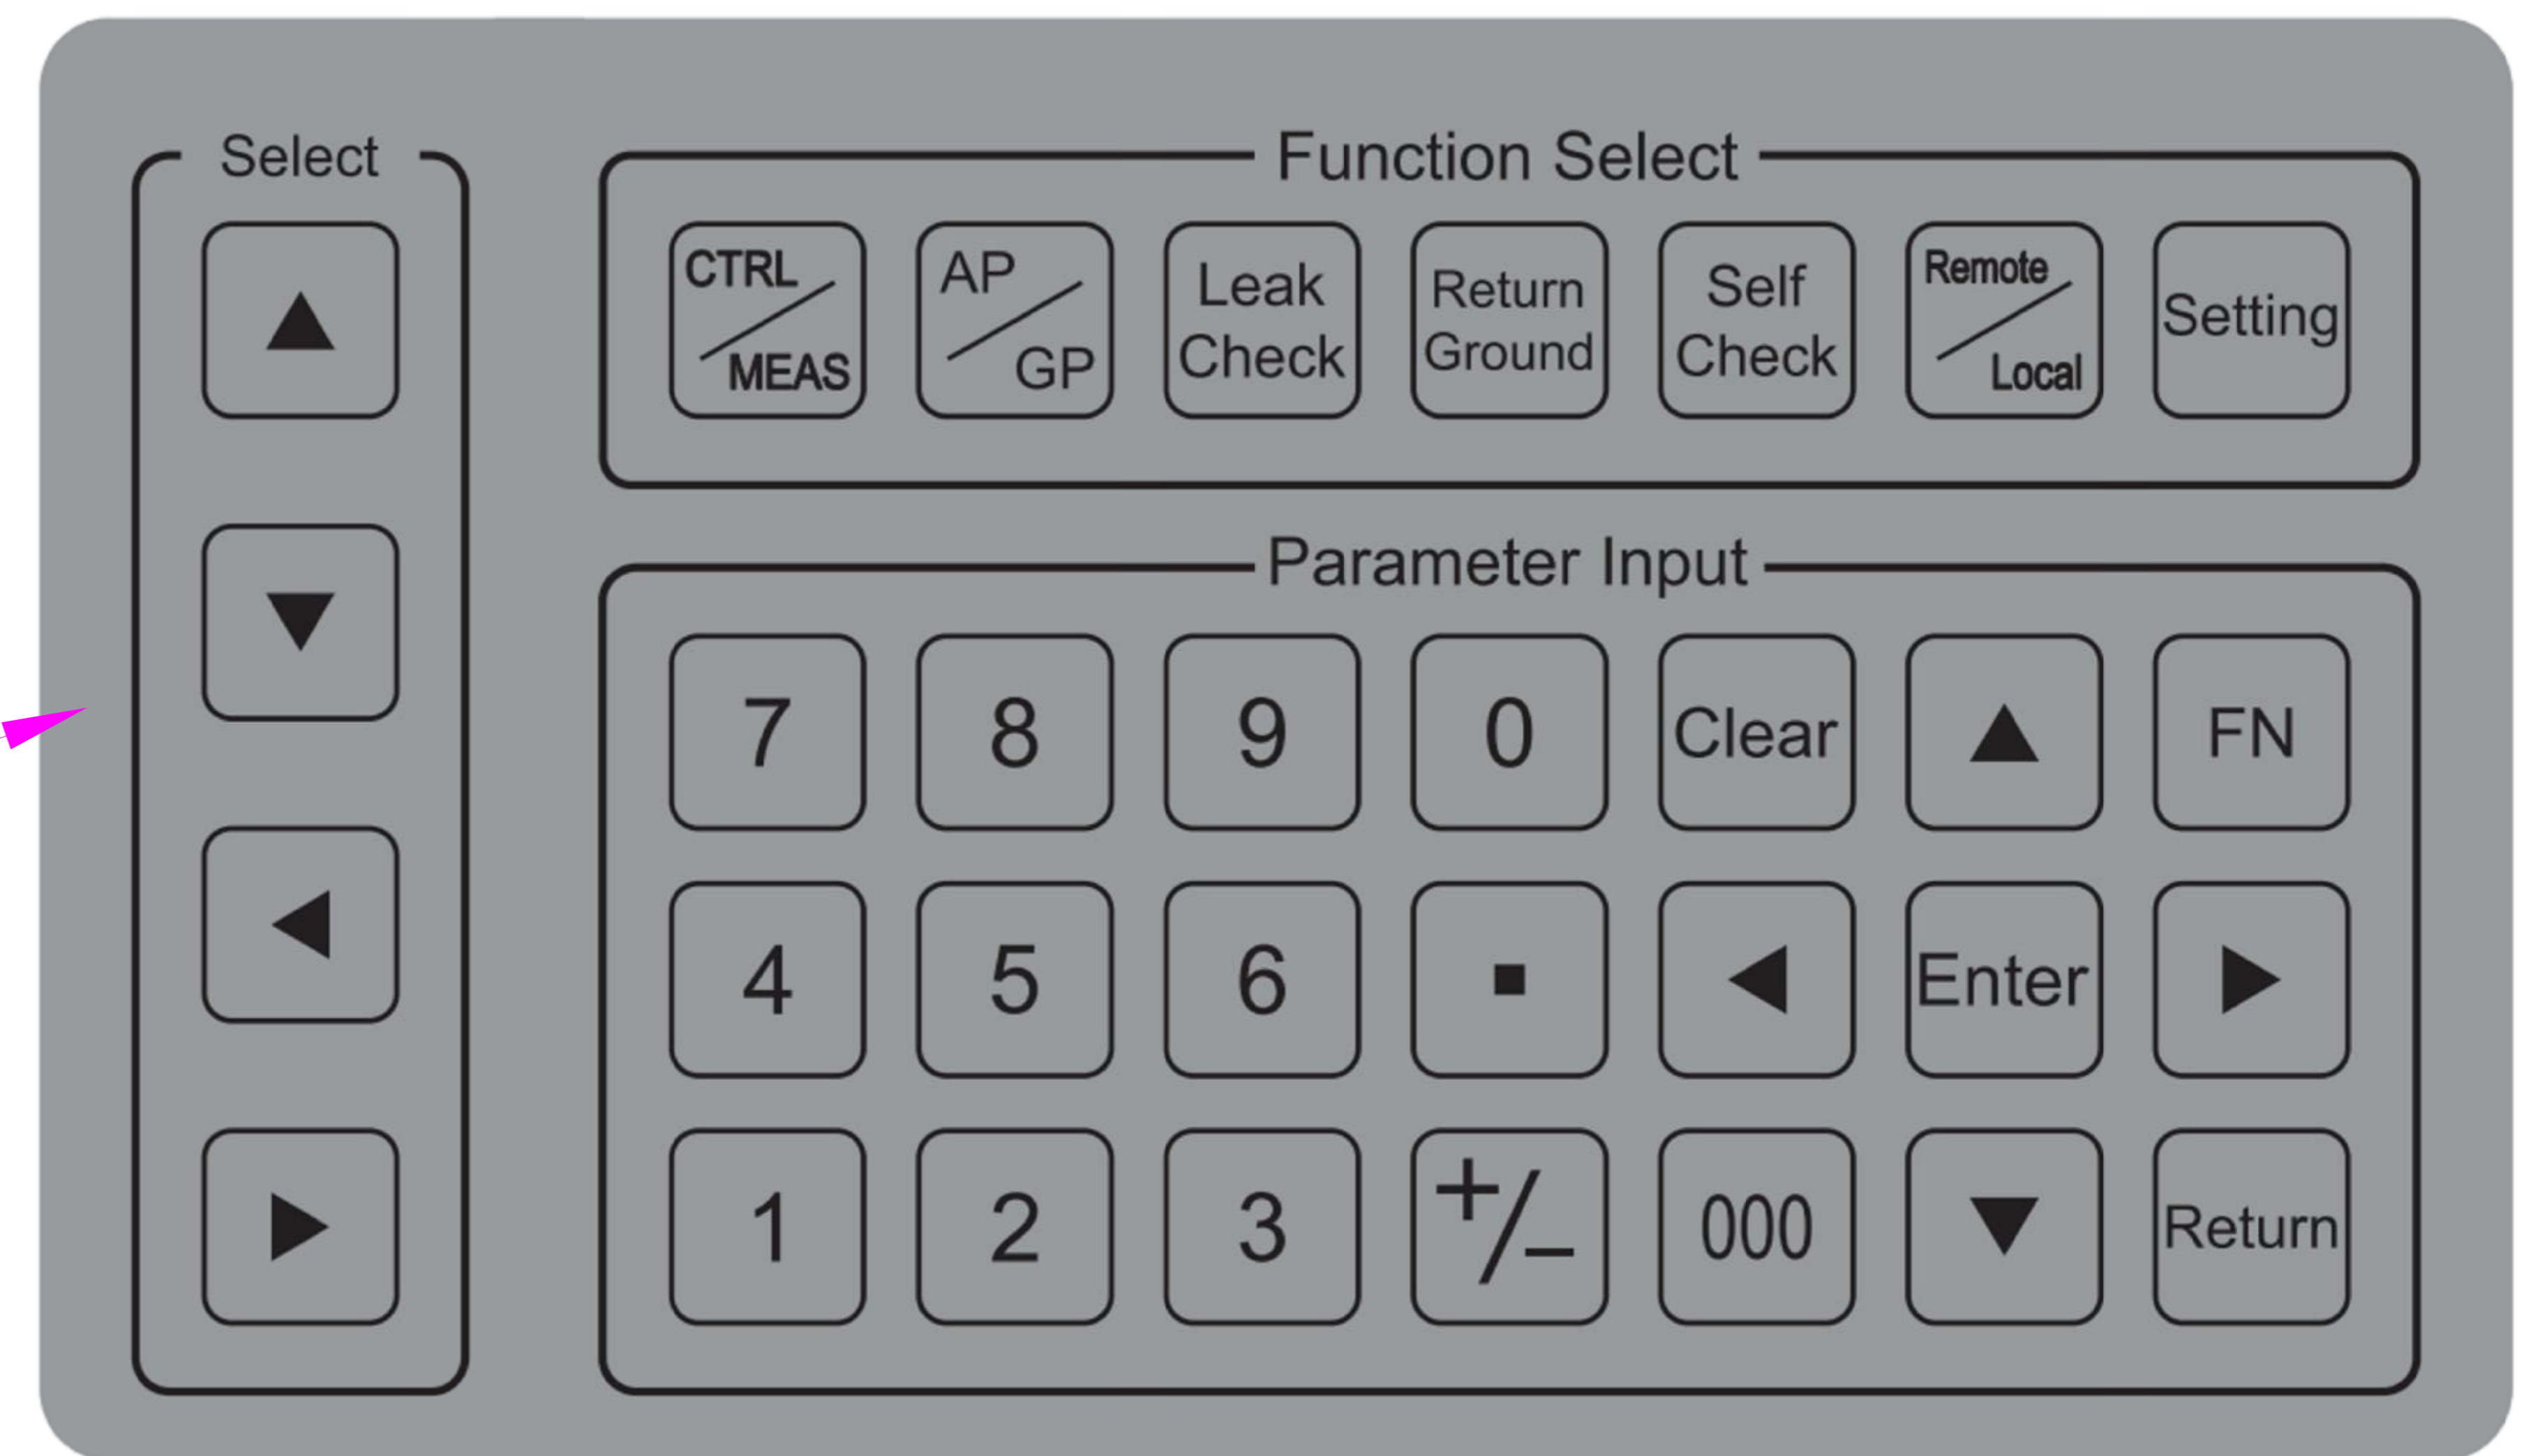 Select
▲
▼
◀
▶
Function Select
CTRL/MEAS
AP/GP
Leak
Check
Return
Ground
Self
Check
Remote/Local
Setting
Parameter Input
7 8 9 0 Clear ▲ FN
4 5 6 . ◀ Enter ▶
1 2 3 +/- 000 ▼ Return